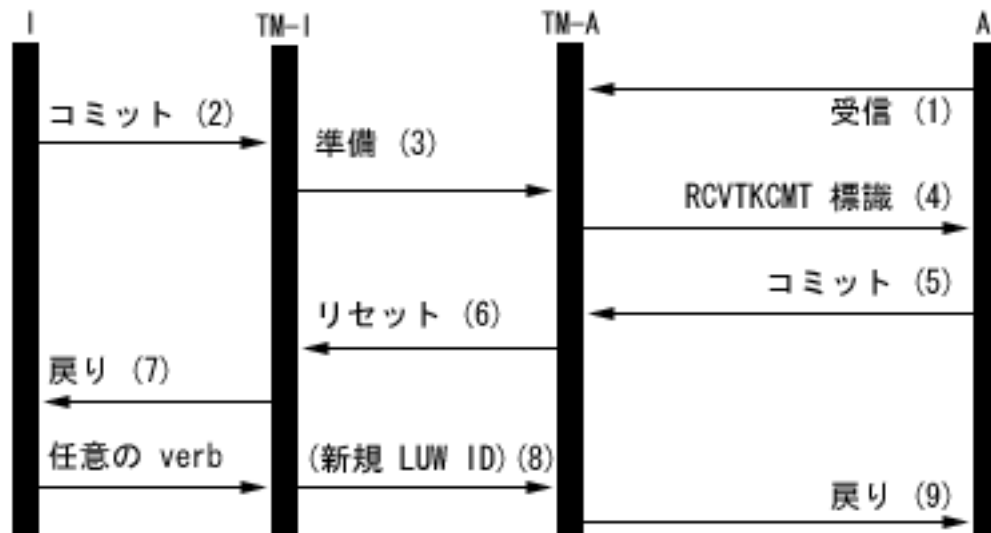 I
TM-I
TM-A
A
受信 (1)
コミット (2)
準備 (3)
RCVTKCMT 標識 (4)
コミット (5)
リセット (6)
戻り (7)
任意の verb
(新規 LUW ID)(8)
戻り (9)